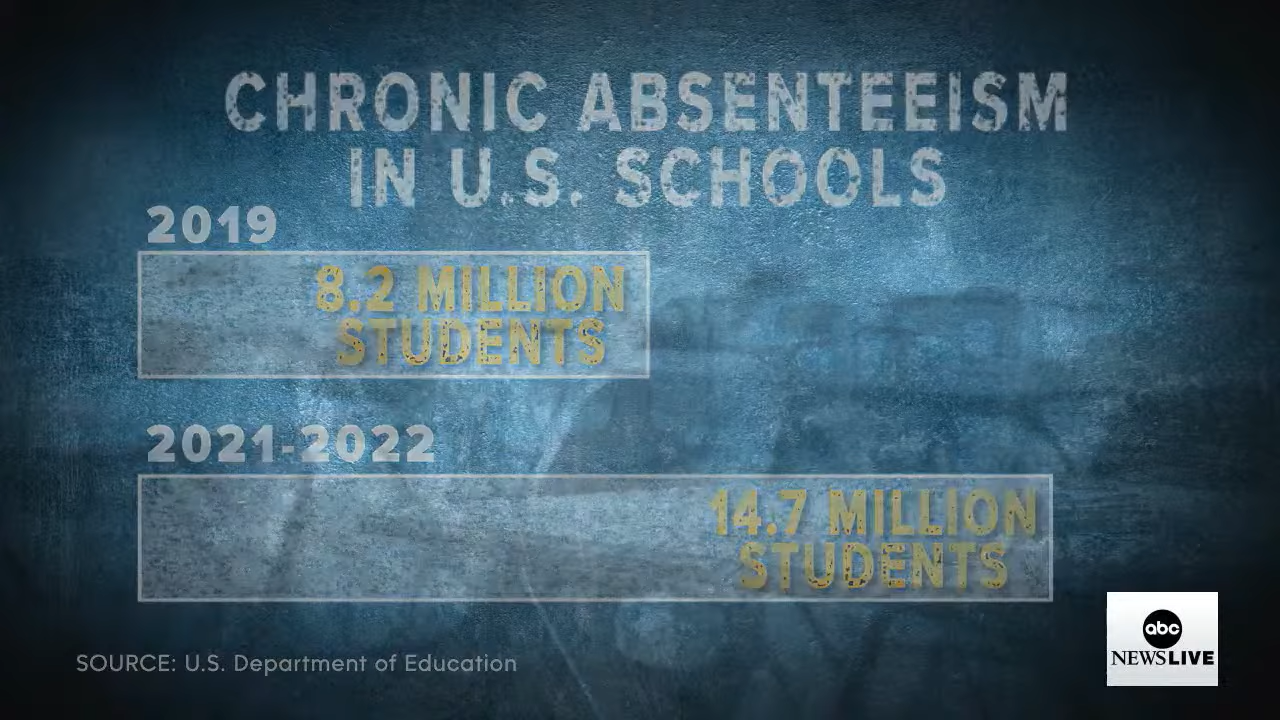 CHRONIC ABSENTEEISM
IN U.S. SCHOOLS
2019
8.2 MILLION
STUDENTS
2021-2022
14.7 MILLION
STUDENTS
SOURCE: U.S. Department of Education
abc
NEWSLIVE